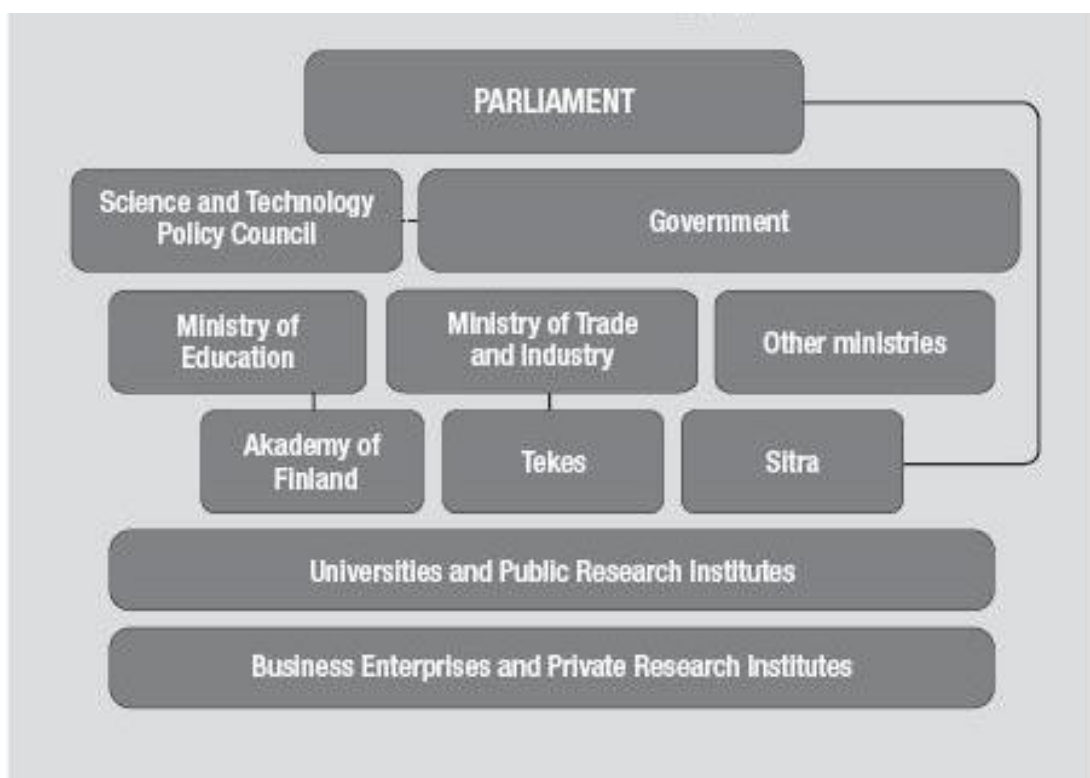 PARLIAMENT
Science and Technology
Policy Council
Government
Ministry of
Education
Ministry of Trade
and Industry
Other ministries
Akademy of
Finland
Tekes
Sitra
Universities and Public Research Institutes
Business Enterprises and Private Research Institutes